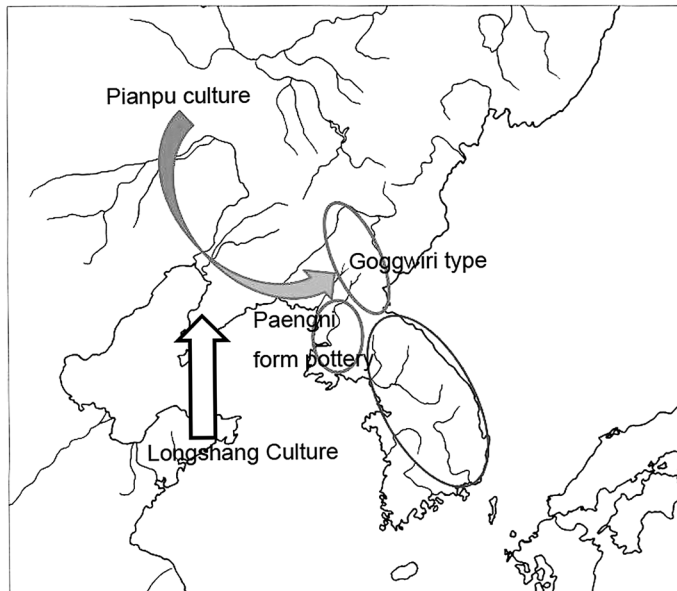 Pianpu culture
Goggwiri type
Paengni
form pottery
Longshang Culture